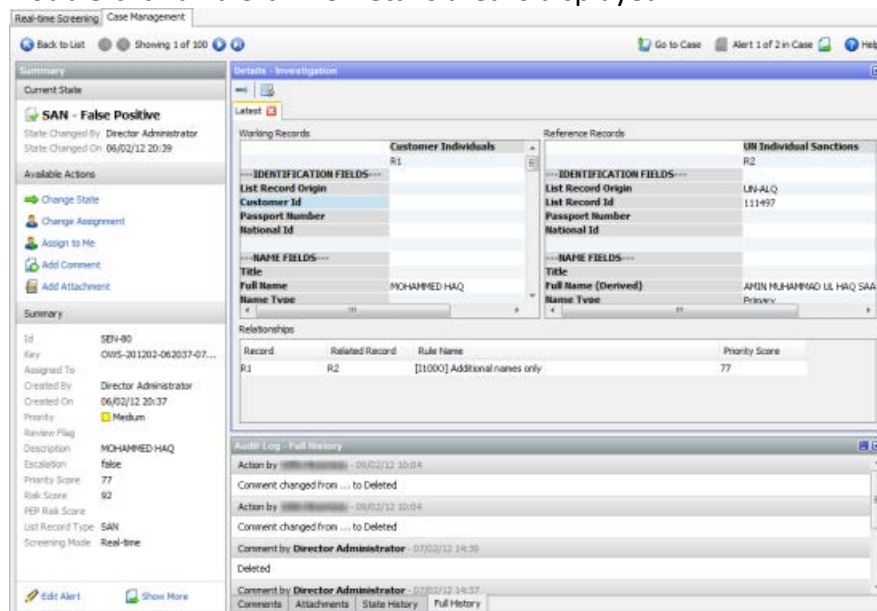 Real-time Screening Case Management
Back to List Showing 1 of 100 Go to Case Alert 1 of 2 in Case Help
Summary
Current State
SAN - False Positive
State Changed By Director Administrator
State Changed On 06/02/12 20:39
Available Actions
Change State
Change Assignment
Assign to Me
Add Comment
Add Attachment
Summary
Id SEN-80
Key OWS-201202-062037-07...
Assigned To
Created By Director Administrator
Created On 06/02/12 20:37
Priority Medium
Review Flag
Description MOHAMMED HAQ
Escalation false
Priority Score 77
Risk Score 92
PEP Risk Score
List Record Type SAN
Screening Mode Real-time
Edit Alert Show More
Details - Investigation
Latest
Working Records
Customer Individuals
R1
---IDENTIFICATION FIELDS---
List Record Origin
Customer Id
Passport Number
National Id
---NAME FIELDS---
Title
Full Name MOHAMMED HAQ
Name Type
Reference Records
UN Individual Sanctions
R2
---IDENTIFICATION FIELDS---
List Record Origin UN-ALQ
List Record Id 111497
Passport Number
National Id
---NAME FIELDS---
Title
Full Name (Derived) AMIN MUHAMMAD UL HAQ SAA
Name Type Primary
Relationships
Record Related Record Rule Name Priority Score
R1 R2 [I1000] Additional names only 77
Audit Log - Full History
Action by - 09/02/12 10:04
Comment changed from ... to Deleted
Action by - 09/02/12 10:04
Comment changed from ... to Deleted
Comment by Director Administrator - 07/02/12 14:39
Deleted
Comment by Director Administrator - 07/02/12 14:37
Comments Attachments State History Full History